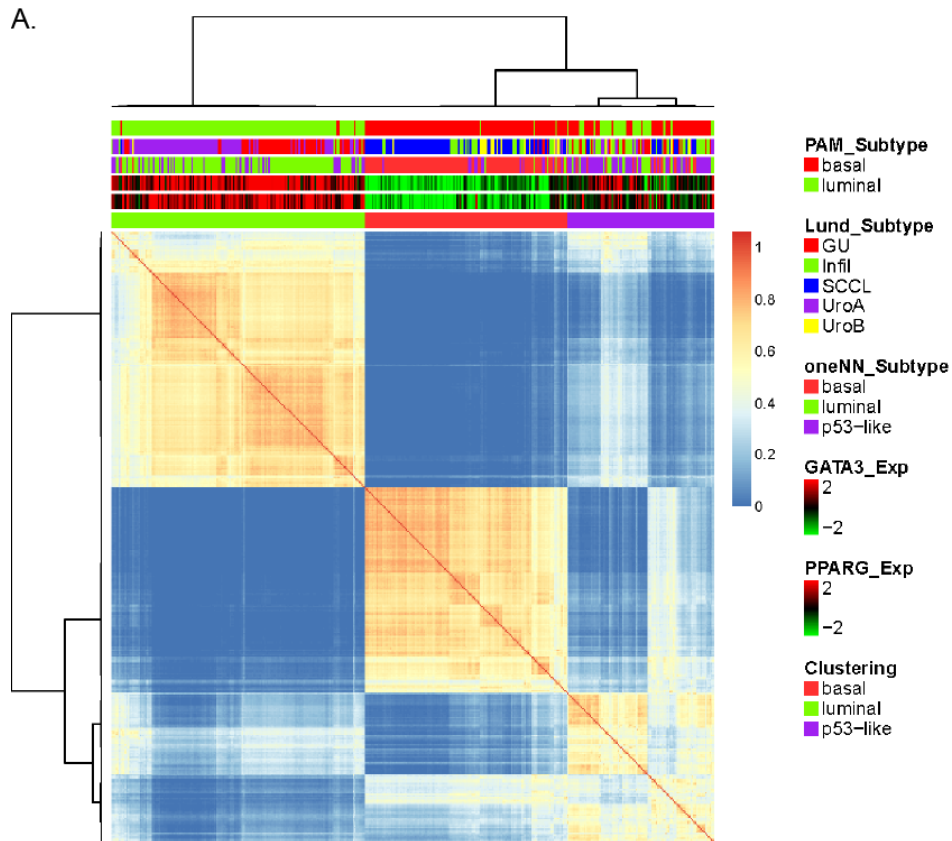 A.
PAM_Subtype
basal
luminal
Lund_Subtype
GU
Infil
SCCL
UroA
UroB
oneNN_Subtype
basal
luminal
p53−like
GATA3_Exp
2
−2
PPARG_Exp
2
−2
Clustering
basal
luminal
p53−like
1
0.8
0.6
0.4
0.2
0